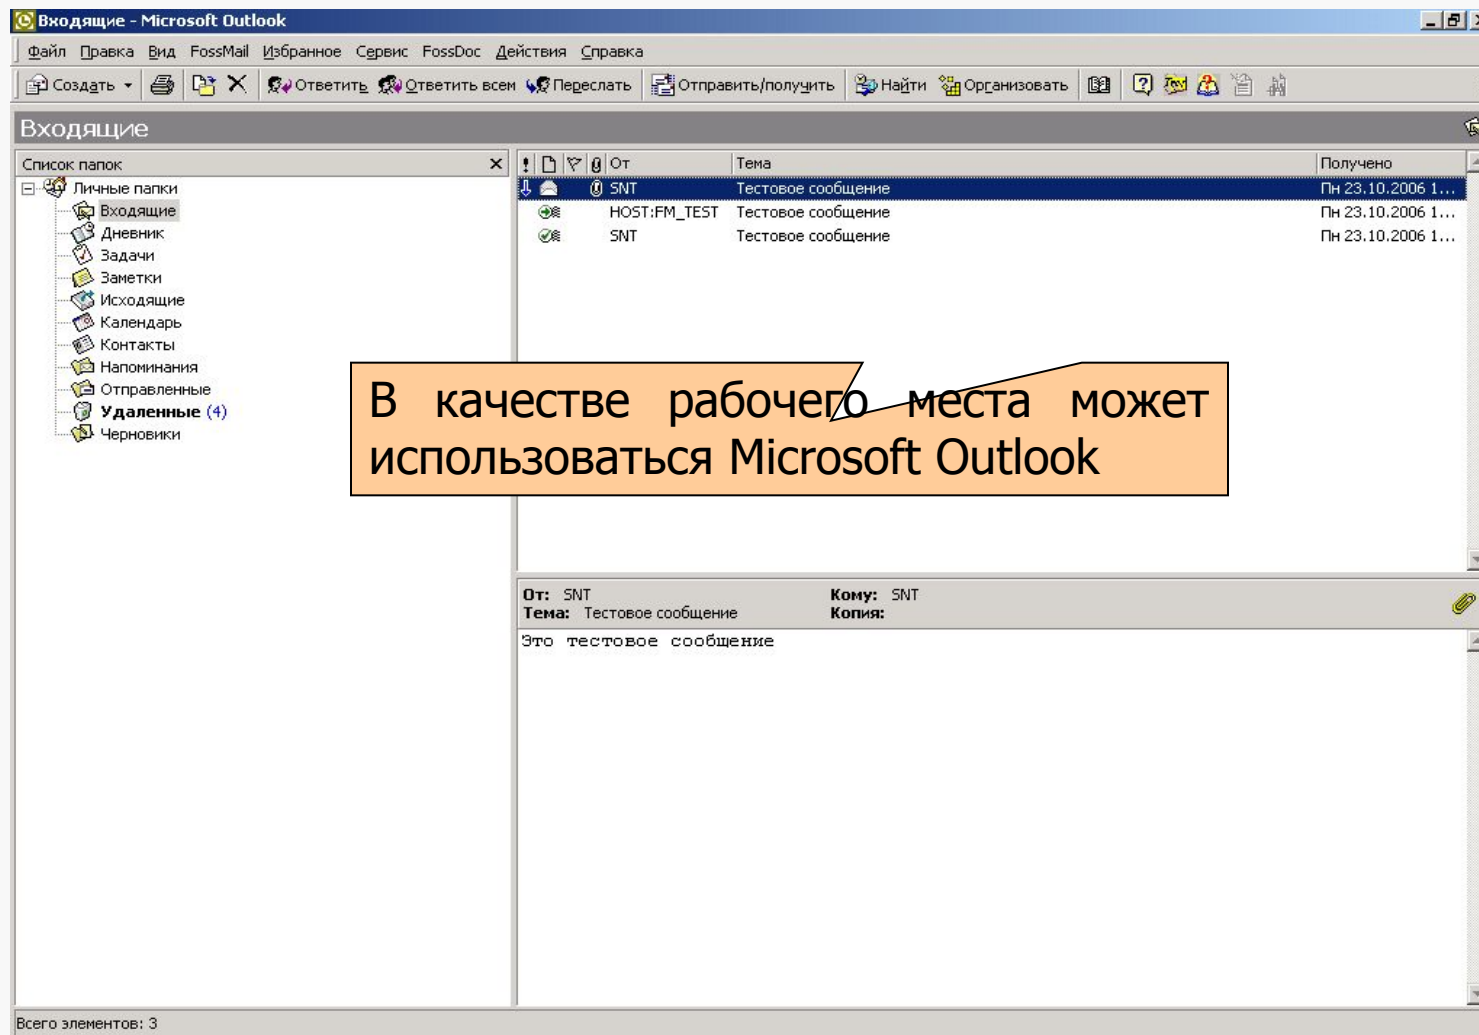 Входящие - Microsoft Outlook
Файл Правка Вид FossMail Избранное Сервис FossDoc Действия Справка
Создать Ответить Ответить всем Переслать Отправить/получить Найти Организовать
Входящие
Список папок
Личные папки
Входящие
Дневник
Задачи
Заметки
Исходящие
Календарь
Контакты
Напоминания
Отправленные
Удаленные (4)
Черновики
От Тема Получено
SNT Тестовое сообщение Пн 23.10.2006 1...
HOST:FM_TEST Тестовое сообщение Пн 23.10.2006 1...
SNT Тестовое сообщение Пн 23.10.2006 1...
В качестве рабочего места может
использоваться Microsoft Outlook
От: SNT Кому: SNT
Тема: Тестовое сообщение Копия:
Это тестовое сообщение
Всего элементов: 3